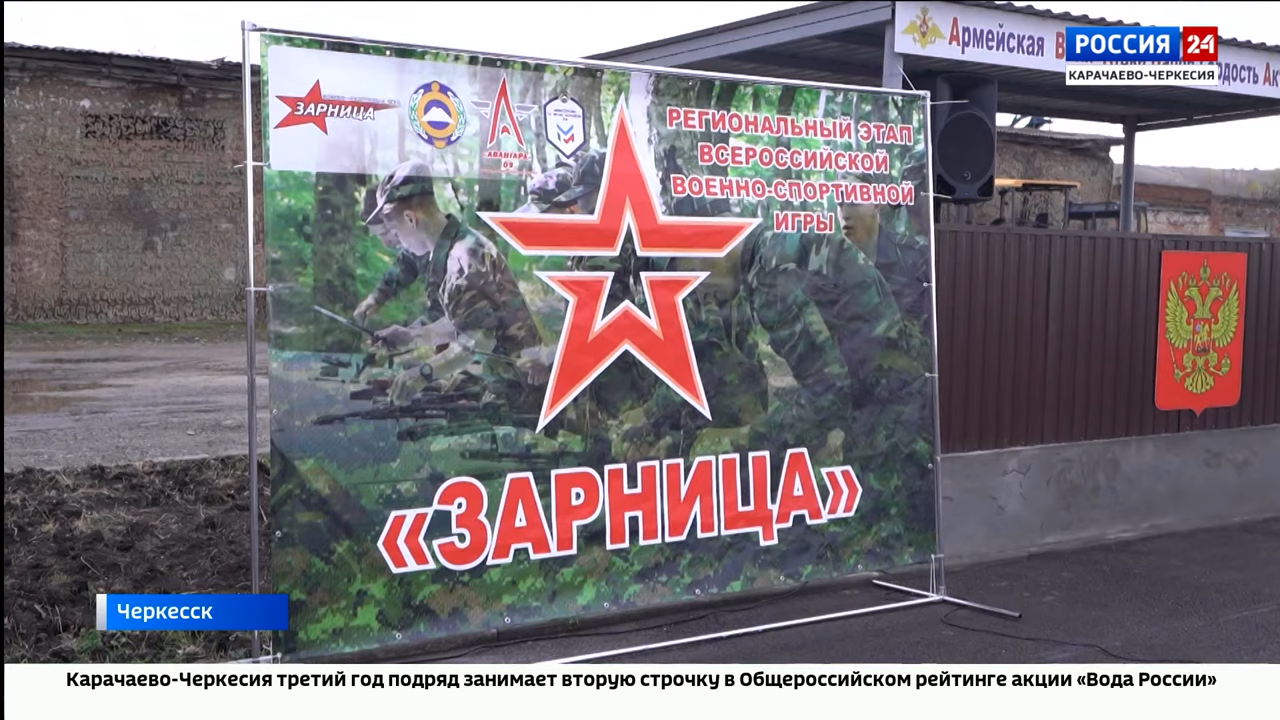 Армейская
РОССИЯ 24
КАРАЧАЕВО-ЧЕРКЕСИЯ
ЗАРНИЦА
АВАНГАРД
09
РЕГИОНАЛЬНЫЙ ЭТАП
ВСЕРОССИЙСКОЙ
ВОЕННО-СПОРТИВНОЙ
ИГРЫ
«ЗАРНИЦА»
Черкесск
Карачаево-Черкесия третий год подряд занимает вторую строчку в Общероссийском рейтинге акции «Вода России»